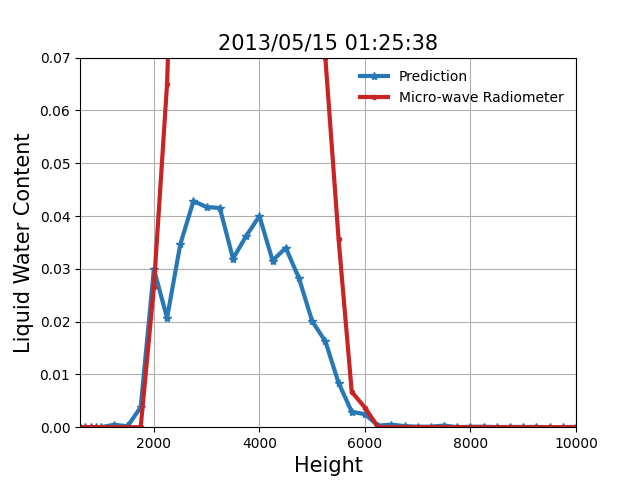 2013/05/15 01:25:38
Prediction
Micro-wave Radiometer
Liquid Water Content
0.07
0.06
0.05
0.04
0.03
0.02
0.01
0.00
2000 4000 6000 8000 10000
Height